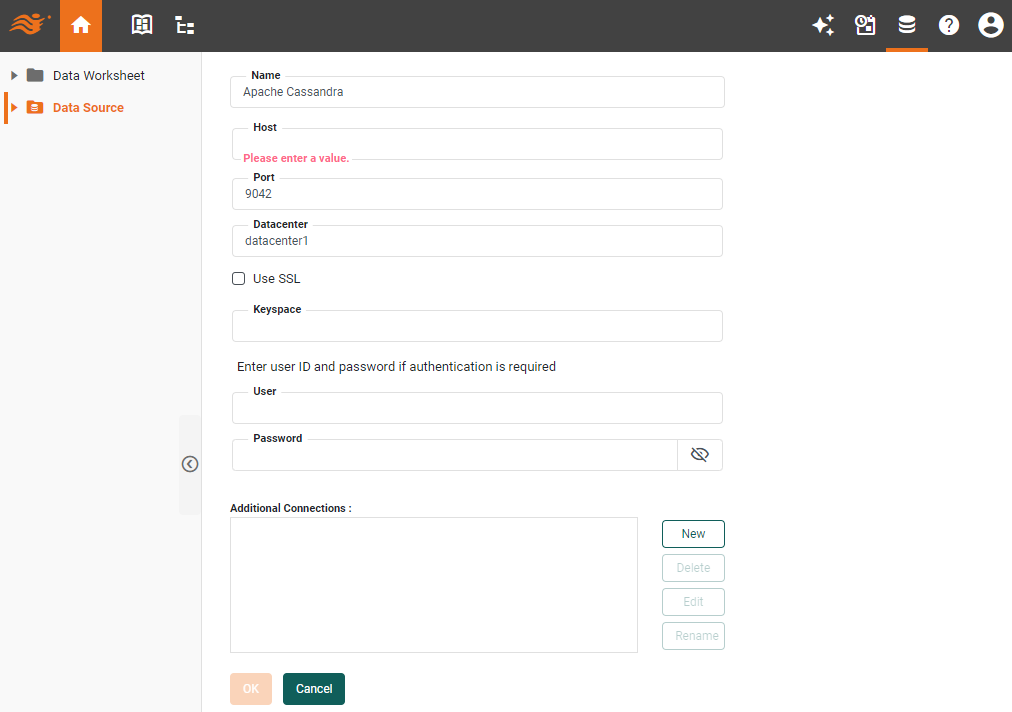 Data Worksheet
Data Source
Name
Apache Cassandra
Host
Please enter a value.
Port
9042
Datacenter
datacenter1
Use SSL
Keyspace
Enter user ID and password if authentication is required
User
Password
Additional Connections :
New
Delete
Edit
Rename
OK
Cancel